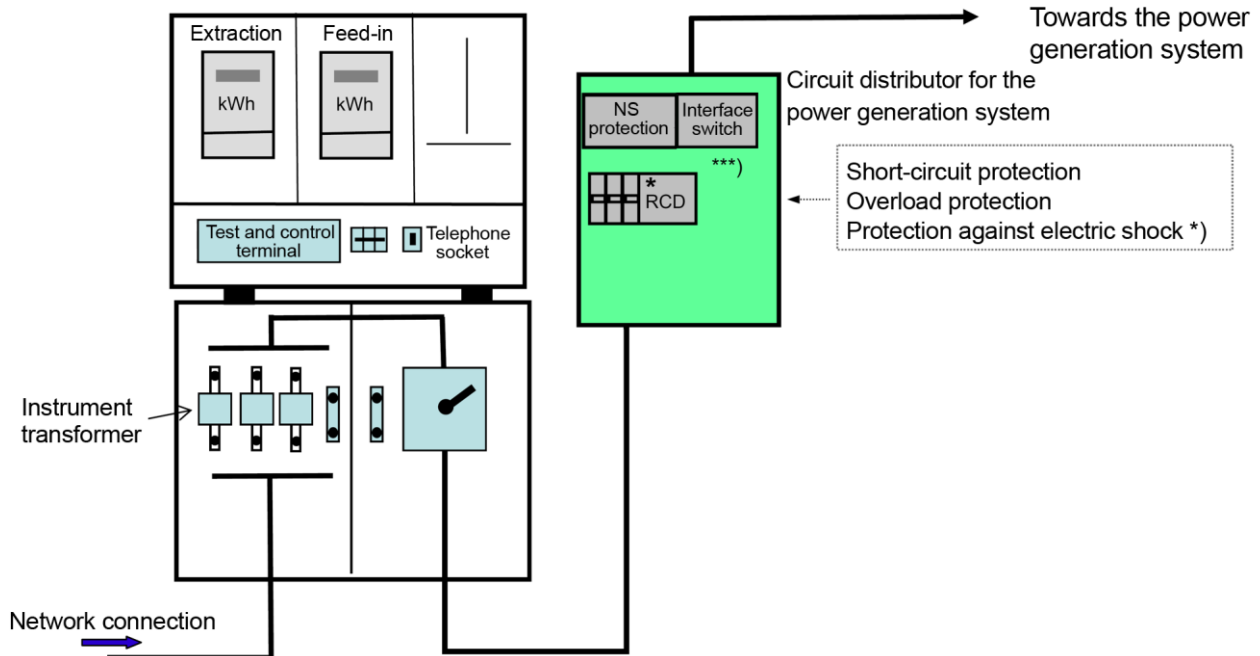 Extraction
kWh
Feed-in
kWh
Test and control
terminal
Telephone
socket
Instrument
transformer
Network connection
Towards the power
generation system
Circuit distributor for the
power generation system
NS
protection
Interface
switch
***)
*
RCD
Short-circuit protection
Overload protection
Protection against electric shock *)